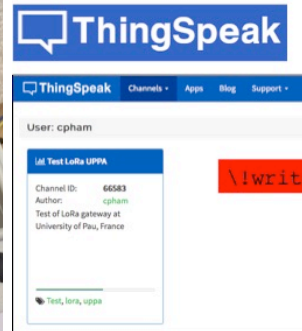 ThingSpeak
ThingSpeak Channels Apps Blog Support
User: cpham
Test LoRa UPPA
\!writ
Channel ID: 66583
Author: cpham
Test of LoRa gateway at
University of Pau, France
Test, lora, uppa